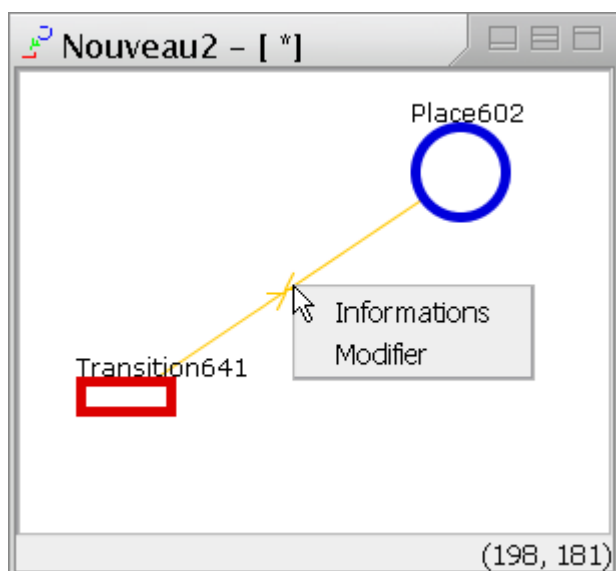 Nouveau2 – [ *]
Place602
Informations
Modifier
Transition641
(198, 181)